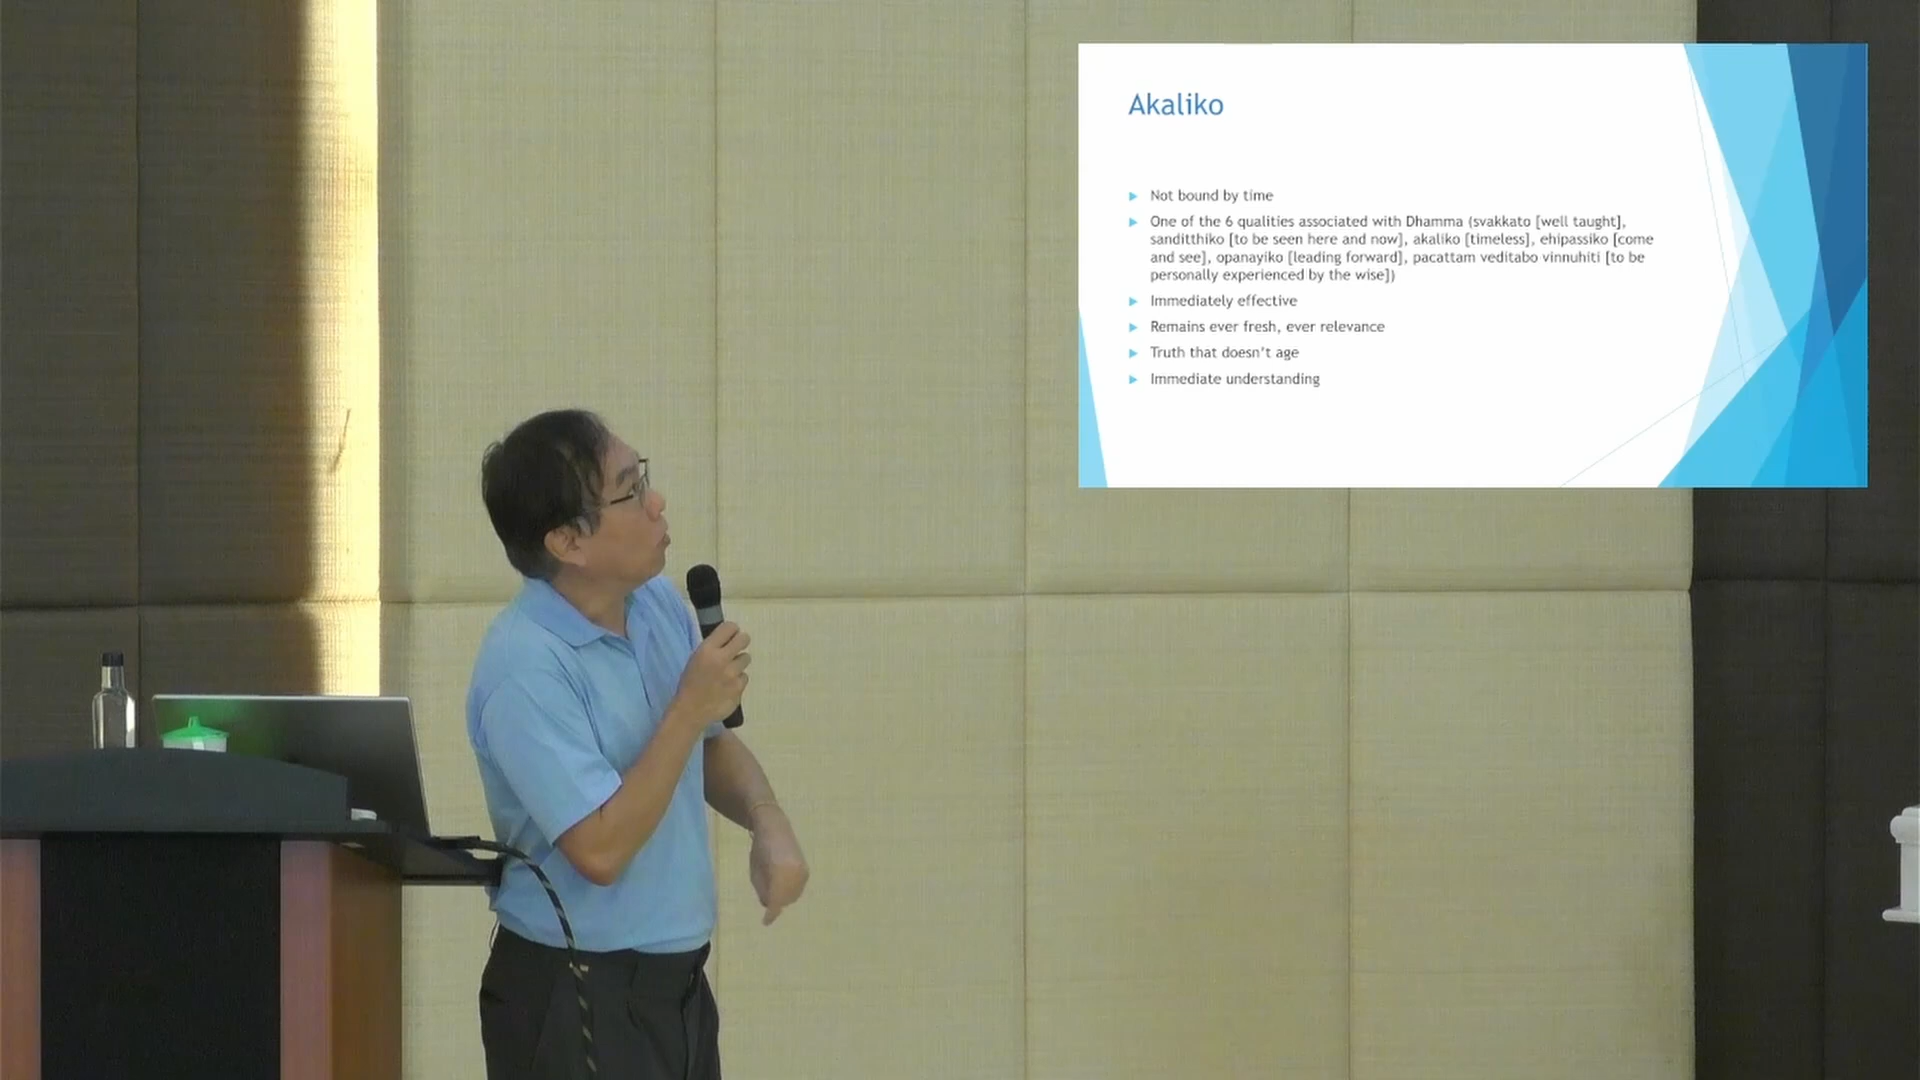 Akaliko
Not bound by time
One of the 6 qualities associated with Dhamma (svakkato [well taught],
sanditthiko [to be seen here and now], akaliko [timeless], ehipassiko [come
and see], opanayiko [leading forward], pacattam veditabo vinnuhiti [to be
personally experienced by the wise])
Immediately effective
Remains ever fresh, ever relevance
Truth that doesn't age
Immediate understanding